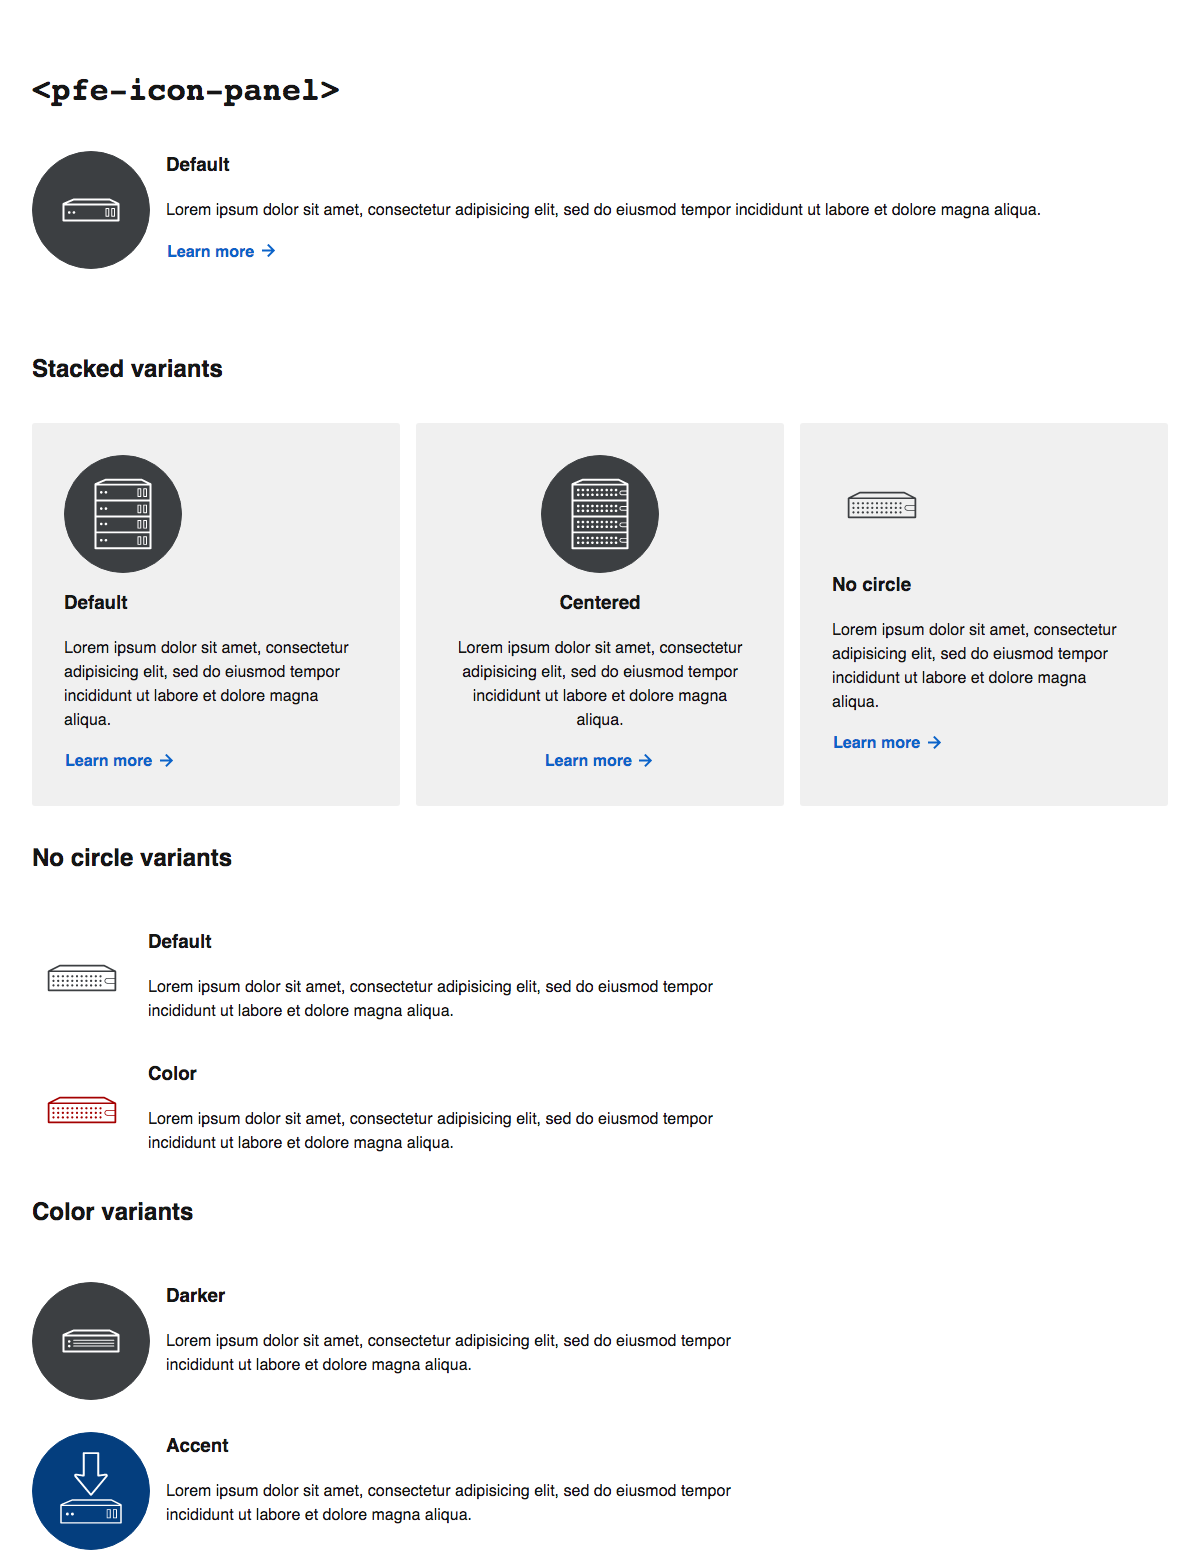 <pfe-icon-panel>
Default
Lorem ipsum dolor sit amet, consectetur adipisicing elit, sed do eiusmod tempor incididunt ut labore et dolore magna aliqua.
Learn more →
Stacked variants
Default
Lorem ipsum dolor sit amet, consectetur
adipisicing elit, sed do eiusmod tempor
incididunt ut labore et dolore magna
aliqua.
Learn more →
Centered
Lorem ipsum dolor sit amet, consectetur
adipisicing elit, sed do eiusmod tempor
incididunt ut labore et dolore magna
aliqua.
Learn more →
No circle
Lorem ipsum dolor sit amet, consectetur
adipisicing elit, sed do eiusmod tempor
incididunt ut labore et dolore magna
aliqua.
Learn more →
No circle variants
Default
Lorem ipsum dolor sit amet, consectetur adipisicing elit, sed do eiusmod tempor
incididunt ut labore et dolore magna aliqua.
Color
Lorem ipsum dolor sit amet, consectetur adipisicing elit, sed do eiusmod tempor
incididunt ut labore et dolore magna aliqua.
Color variants
Darker
Lorem ipsum dolor sit amet, consectetur adipisicing elit, sed do eiusmod tempor
incididunt ut labore et dolore magna aliqua.
Accent
Lorem ipsum dolor sit amet, consectetur adipisicing elit, sed do eiusmod tempor
incididunt ut labore et dolore magna aliqua.